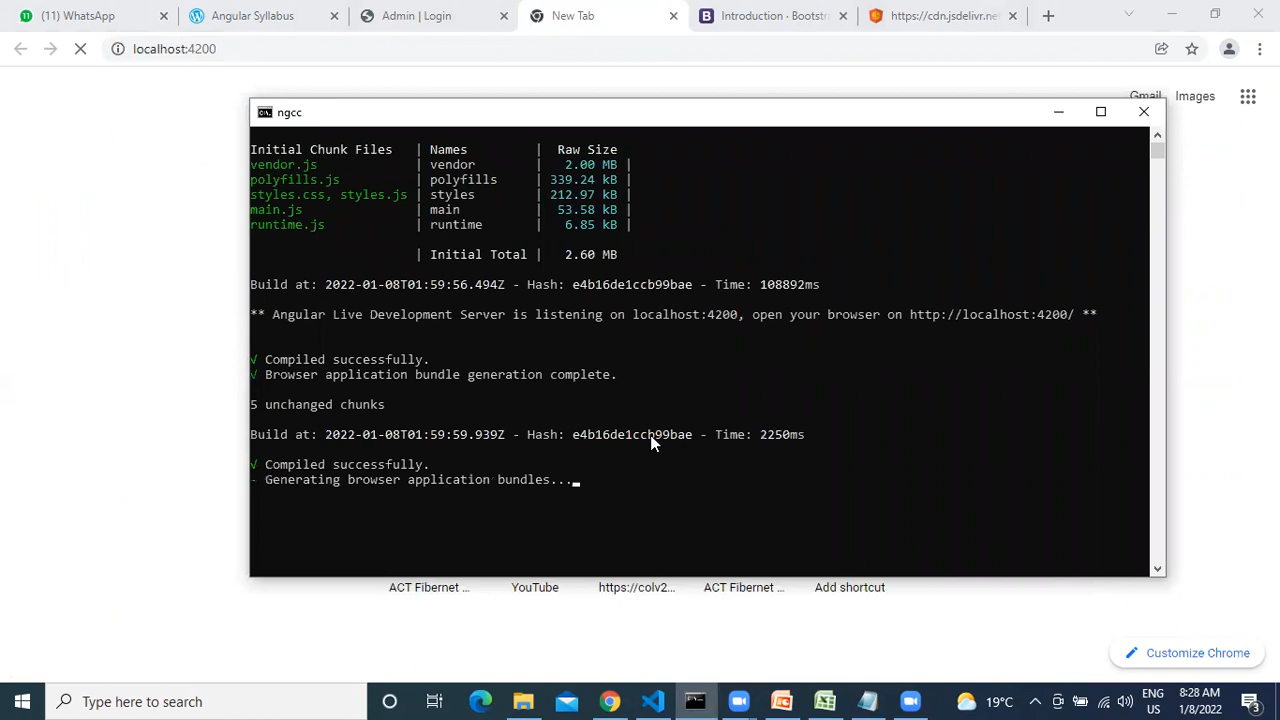 (11) WhatsApp
Angular Syllabus
Admin | Login
New Tab
Introduction · Bootst
https://cdn.jsdelivr.ne
localhost:4200
Gmail
Images
ngcc
Initial Chunk Files | Names | Raw Size
vendor.js | vendor | 2.00 MB |
polyfills.js | polyfills | 339.24 kB |
styles.css, styles.js | styles | 212.97 kB |
main.js | main | 53.58 kB |
runtime.js | runtime | 6.85 kB |
| Initial Total | 2.60 MB
Build at: 2022-01-08T01:59:56.494Z - Hash: e4b16de1ccb99bae - Time: 108892ms
** Angular Live Development Server is listening on localhost:4200, open your browser on http://localhost:4200/ **
√ Compiled successfully.
√ Browser application bundle generation complete.
5 unchanged chunks
Build at: 2022-01-08T01:59:59.939Z - Hash: e4b16de1ccb99bae - Time: 2250ms
√ Compiled successfully.
- Generating browser application bundles...
ACT Fibernet ...
YouTube
https://colv2...
ACT Fibernet ...
Add shortcut
Customize Chrome
Type here to search
19°C
ENG
US
8:28 AM
1/8/2022
3